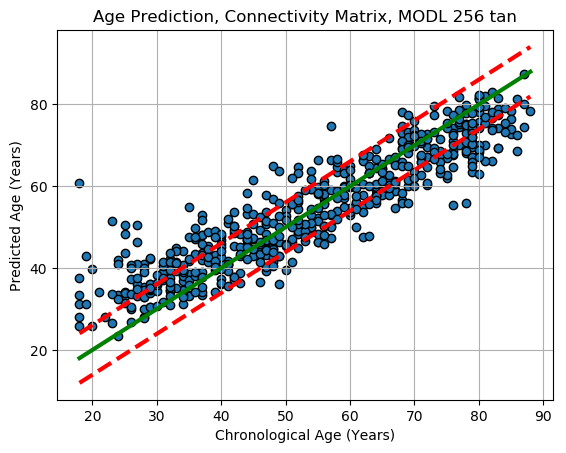 Age Prediction, Connectivity Matrix, MODL 256 tan
Predicted Age (Years)
80
60
40
20
20 30 40 50 60 70 80 90
Chronological Age (Years)